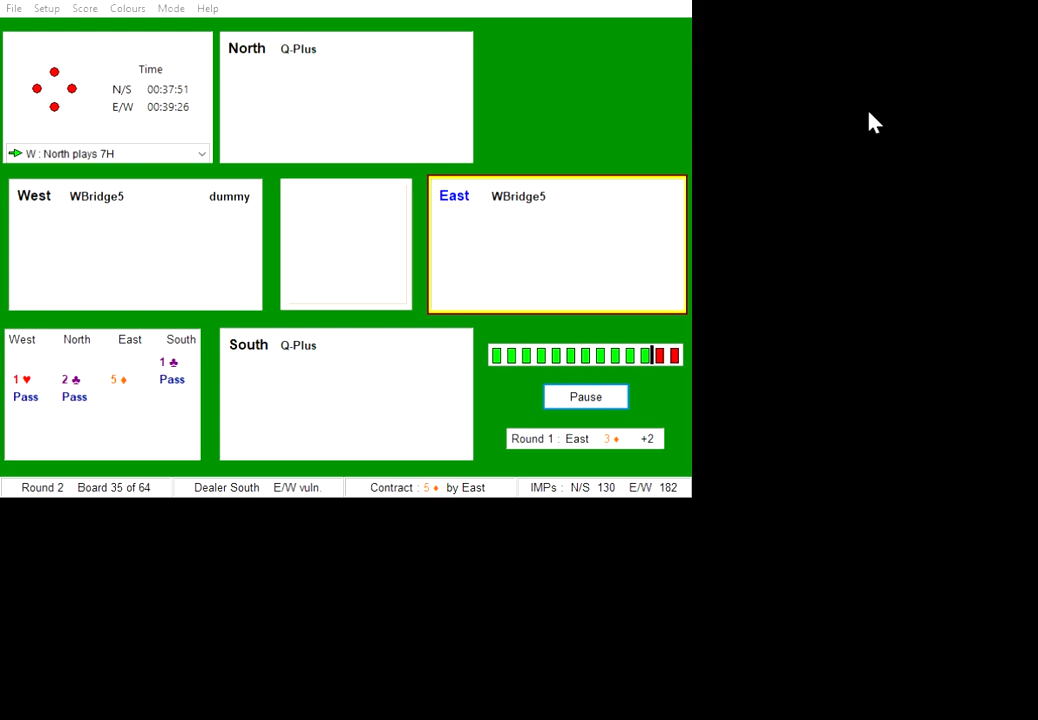 File Setup Score Colours Mode Help
North Q-Plus
Time
N/S 00:37:51
E/W 00:39:26
W : North plays 7H
West WBridge5 dummy
East WBridge5
West North East South
1 ♣
1 ♥ 2 ♣ 5 ♦ Pass
Pass Pass
South Q-Plus
Pause
Round 1 : East 3 ♦ +2
Round 2 Board 35 of 64 Dealer South E/W vuln. Contract : 5 ♦ by East IMPs : N/S 130 E/W 182